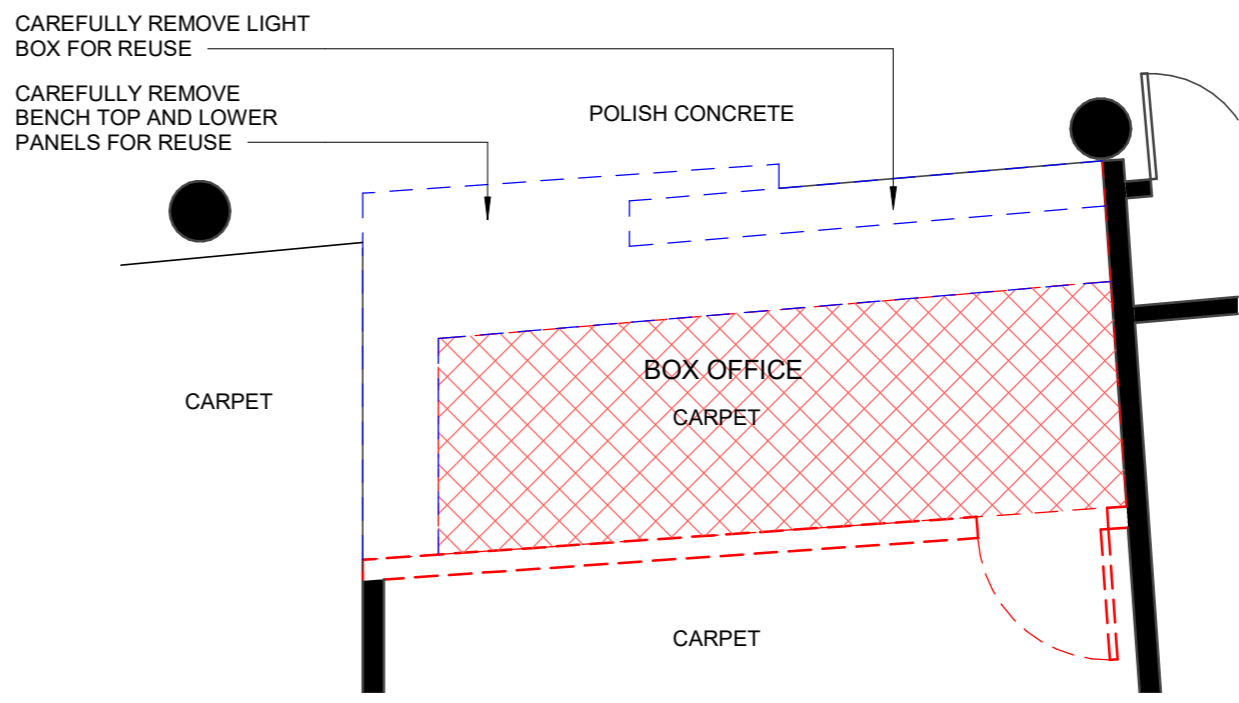 CAREFULLY REMOVE LIGHT
BOX FOR REUSE
CAREFULLY REMOVE
BENCH TOP AND LOWER
PANELS FOR REUSE
POLISH CONCRETE
BOX OFFICE
CARPET
CARPET
CARPET